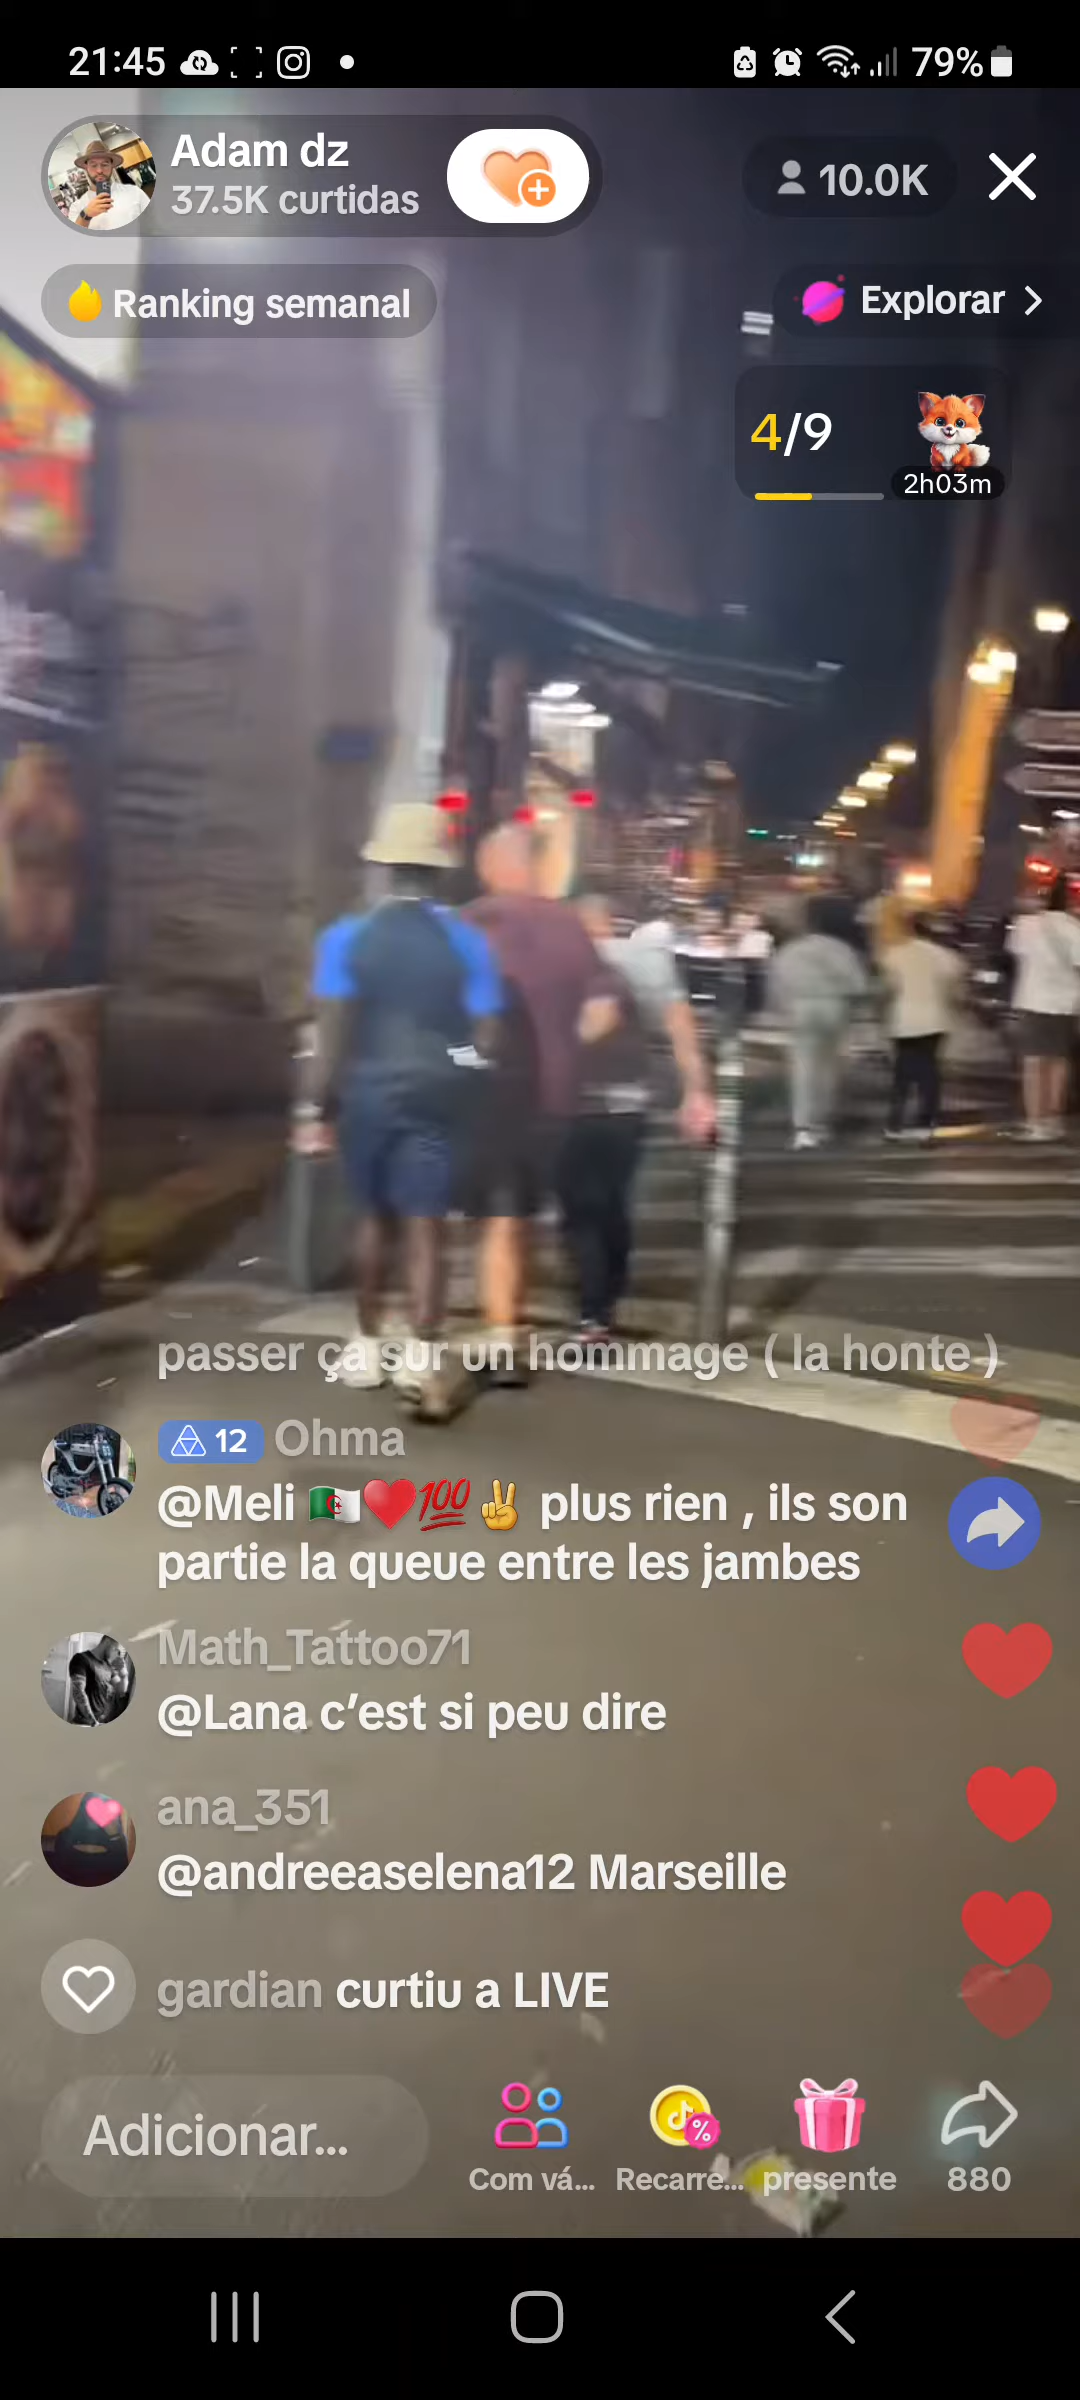 21:45
79%
Adam dz
37.5K curtidas
10.0K
Ranking semanal
Explorar
4/9
2h03m
passer ça sur un hommage ( la honte )
12 Ohma
@Meli 🇩🇿❤️💯✌️ plus rien , ils son
partie la queue entre les jambes
Math_Tattoo71
@Lana c’est si peu dire
ana_351
@andreeaselena12 Marseille
gardian curtiu a LIVE
Adicionar...
Com vá...
Recarre...
presente
880